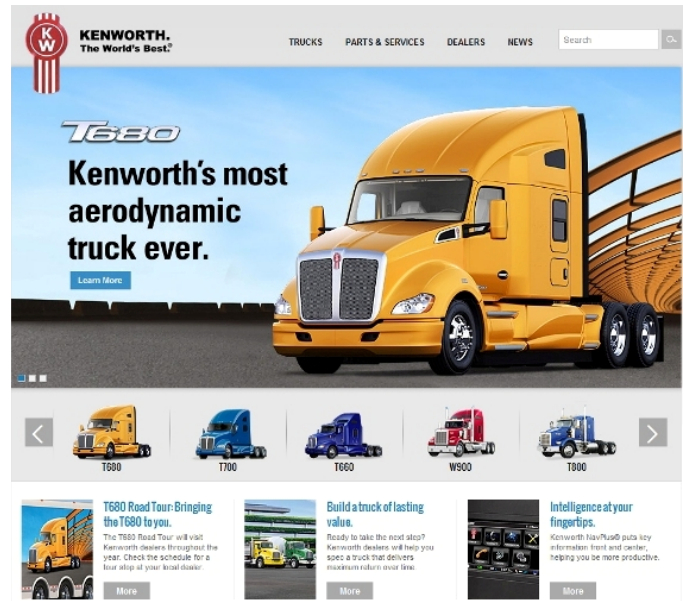 KENWORTH.
The World's Best.®
TRUCKS PARTS & SERVICES DEALERS NEWS Search
T680
Kenworth's most
aerodynamic
truck ever.
Learn More
T680 T700 T660 W900 T800
T680 Road Tour: Bringing
the T680 to you.
The T680 Road Tour will visit
Kenworth dealers throughout the
year. Check the schedule for a
tour stop at your local dealer.
More
Build a truck of lasting
value.
Ready to take the next step?
Kenworth dealers will help you
spec a truck that delivers
maximum return over time.
More
Intelligence at your
fingertips.
Kenworth NavPlus® puts key
information front and center,
helping you be more productive.
More